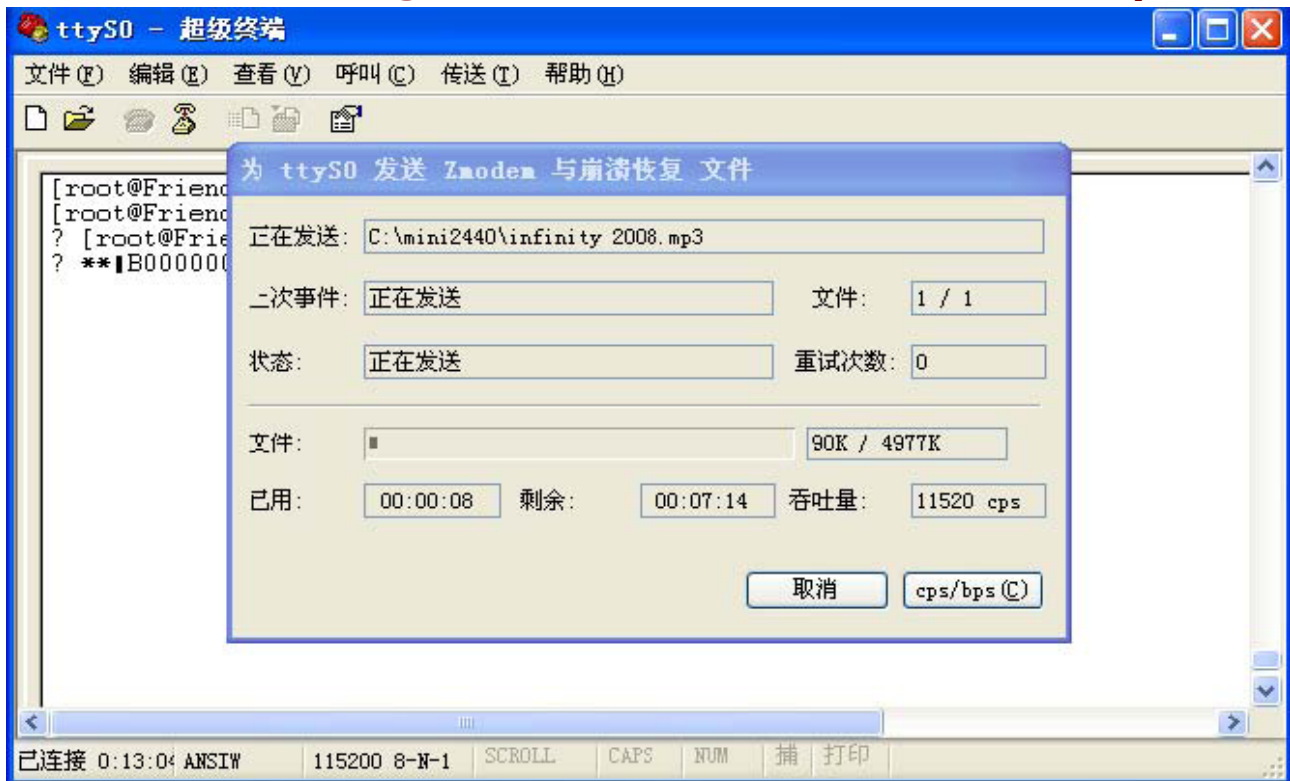 ttyS0 - 超级终端
文件(F) 编辑(E) 查看(V) 呼叫(C) 传送(T) 帮助(H)
为 ttyS0 发送 Zmodem 与崩溃恢复 文件
[root@Friend
[root@Friend
? [root@Frie
? **▮B000000
正在发送: C:\mini2440\infinity 2008.mp3
上次事件: 正在发送 文件: 1 / 1
状态: 正在发送 重试次数: 0
文件: 90K / 4977K
已用: 00:00:08 剩余: 00:07:14 吞吐量: 11520 cps
取消 cps/bps(C)
已连接 0:13:04 ANSIW 115200 8-N-1 SCROLL CAPS NUM 捕 打印